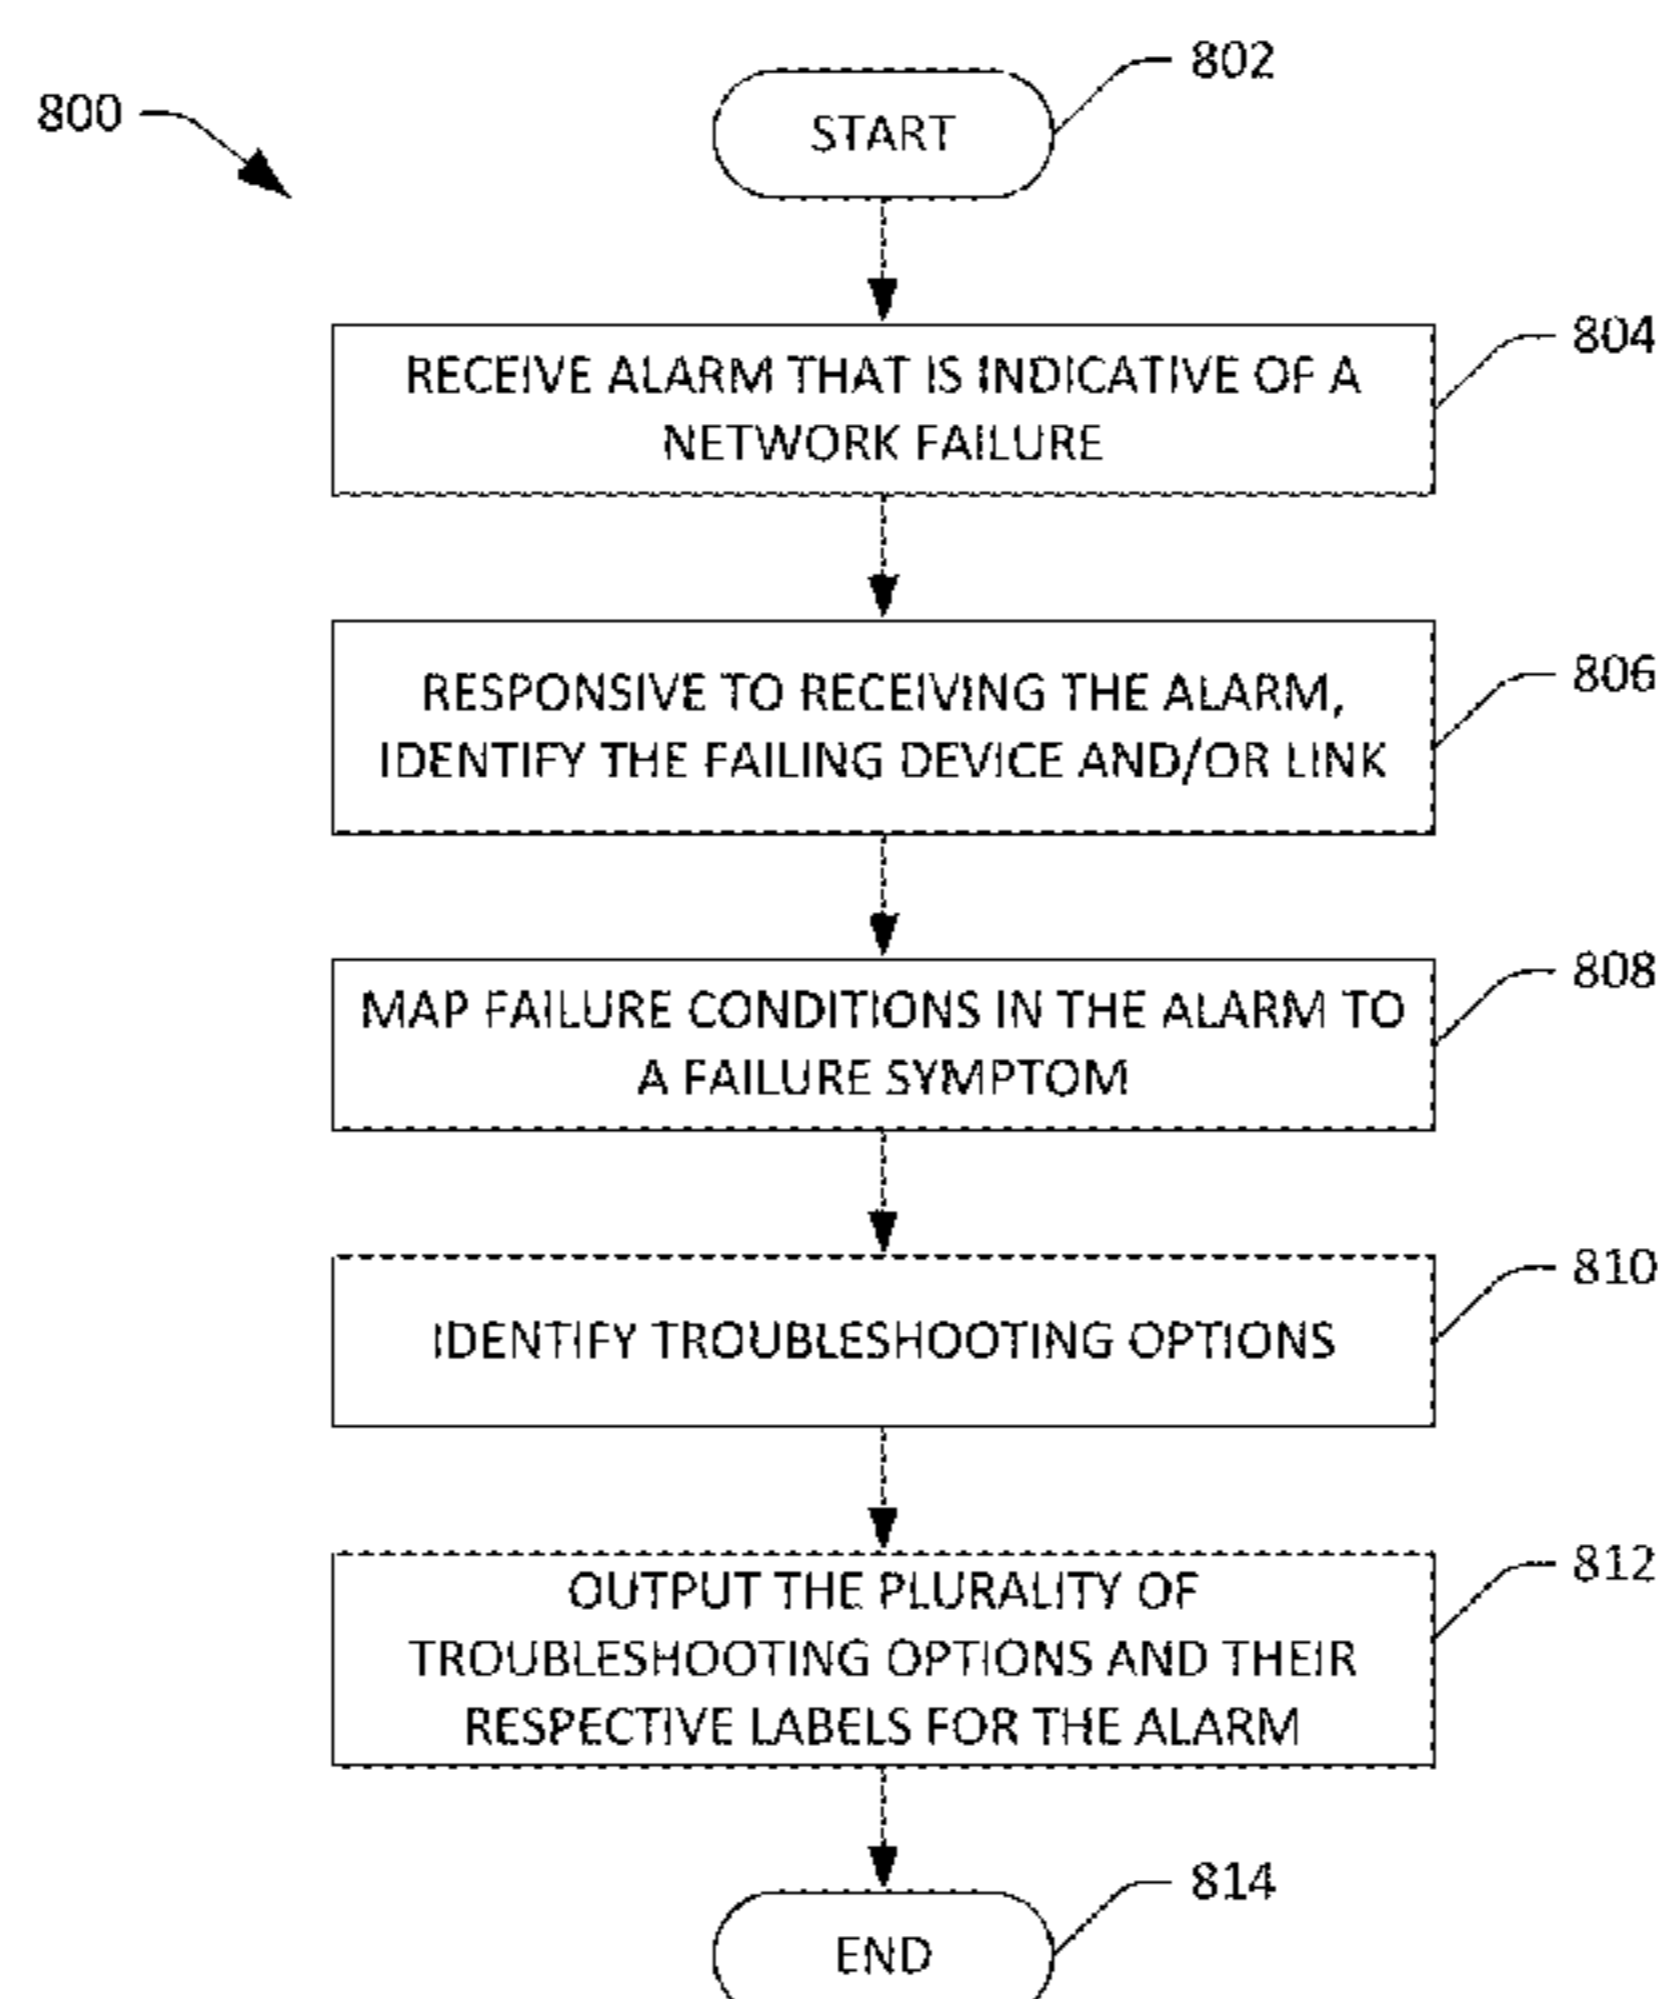 802
800
START
804
RECEIVE ALARM THAT IS INDICATIVE OF A
NETWORK FAILURE
806
RESPONSIVE TO RECEIVING THE ALARM,
IDENTIFY THE FAILING DEVICE AND/OR LINK
808
MAP FAILURE CONDITIONS IN THE ALARM TO
A FAILURE SYMPTOM
810
IDENTIFY TROUBLESHOOTING OPTIONS
812
OUTPUT THE PLURALITY OF
TROUBLESHOOTING OPTIONS AND THEIR
RESPECTIVE LABELS FOR THE ALARM
814
END